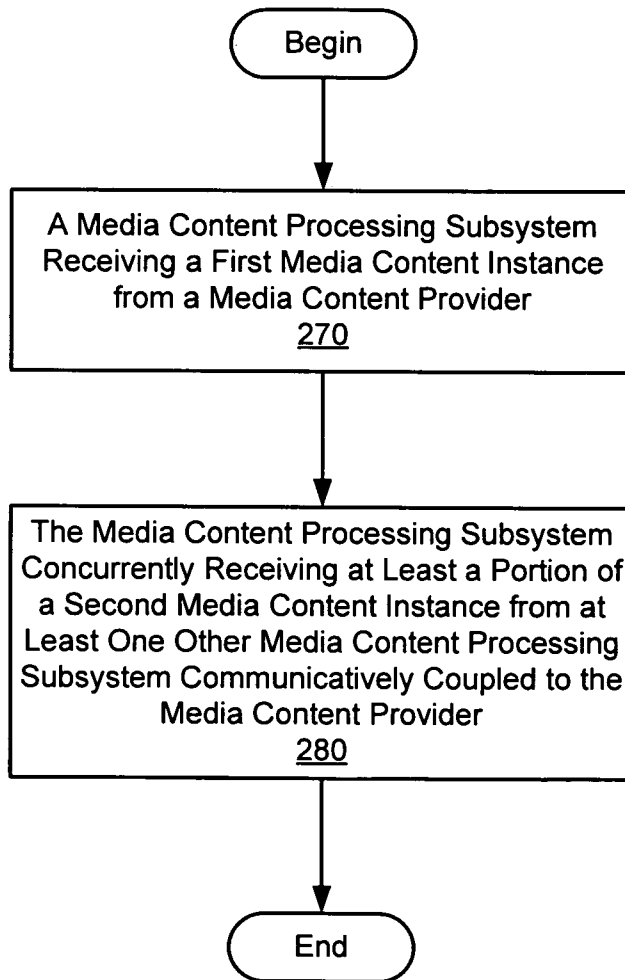 Begin
A Media Content Processing Subsystem
Receiving a First Media Content Instance
from a Media Content Provider
270
The Media Content Processing Subsystem
Concurrently Receiving at Least a Portion of
a Second Media Content Instance from at
Least One Other Media Content Processing
Subsystem Communicatively Coupled to the
Media Content Provider
280
End